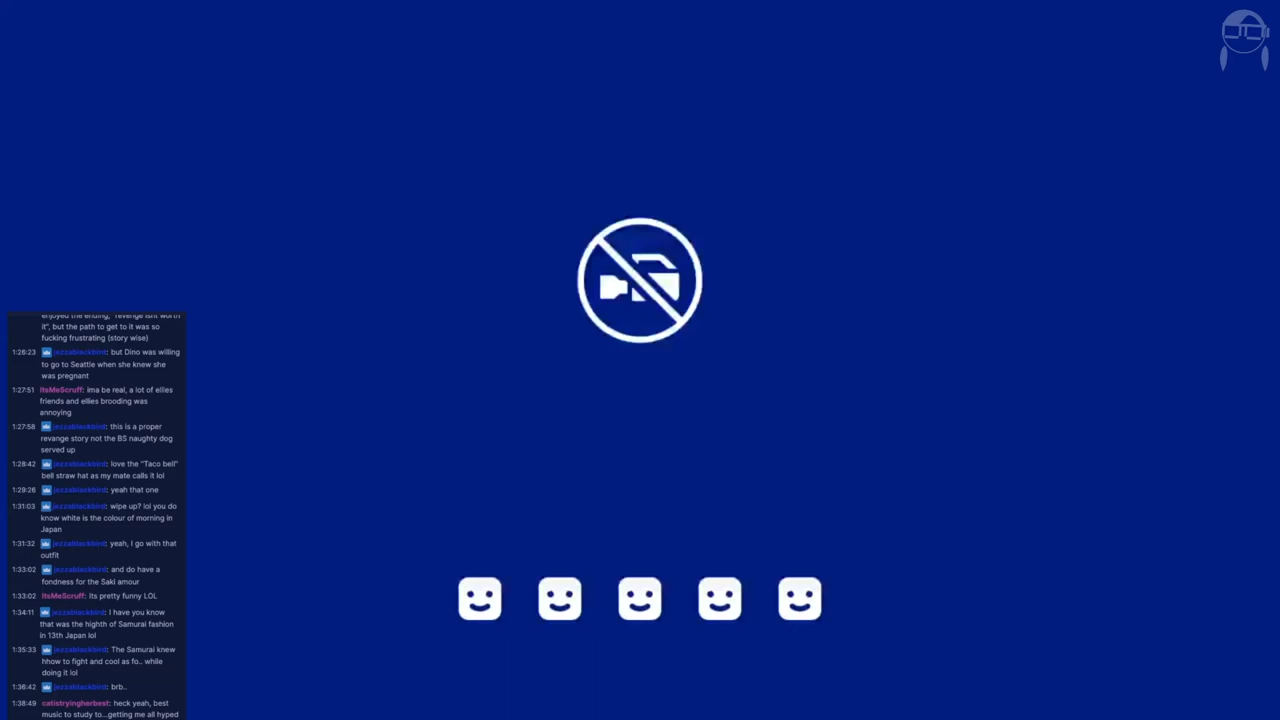 enjoyed the ending, "revenge isnt worth
it", but the path to get to it was so
fucking frustrating (story wise)
1:26:23 jezzablackbird: but Dino was willing
to go to Seattle when she knew she
was pregnant
1:27:51 ItsMeScruff: ima be real, a lot of ellies
friends and ellies brooding was
annoying
1:27:58 jezzablackbird: this is a proper
revange story not the BS naughty dog
served up
1:28:42 jezzablackbird: love the "Taco bell"
bell straw hat as my mate calls it lol
1:29:26 jezzablackbird: yeah that one
1:31:03 jezzablackbird: wipe up? lol you do
know white is the colour of morning in
Japan
1:31:32 jezzablackbird: yeah, I go with that
outfit
1:33:02 jezzablackbird: and do have a
fondness for the Saki amour
1:33:02 ItsMeScruff: Its pretty funny LOL
1:34:11 jezzablackbird: I have you know
that was the highth of Samurai fashion
in 13th Japan lol
1:35:33 jezzablackbird: The Samurai knew
hhow to fight and cool as fo.. while
doing it lol
1:36:42 jezzablackbird: brb..
1:38:49 catistryingherbest: heck yeah, best
music to study to...getting me all hyped